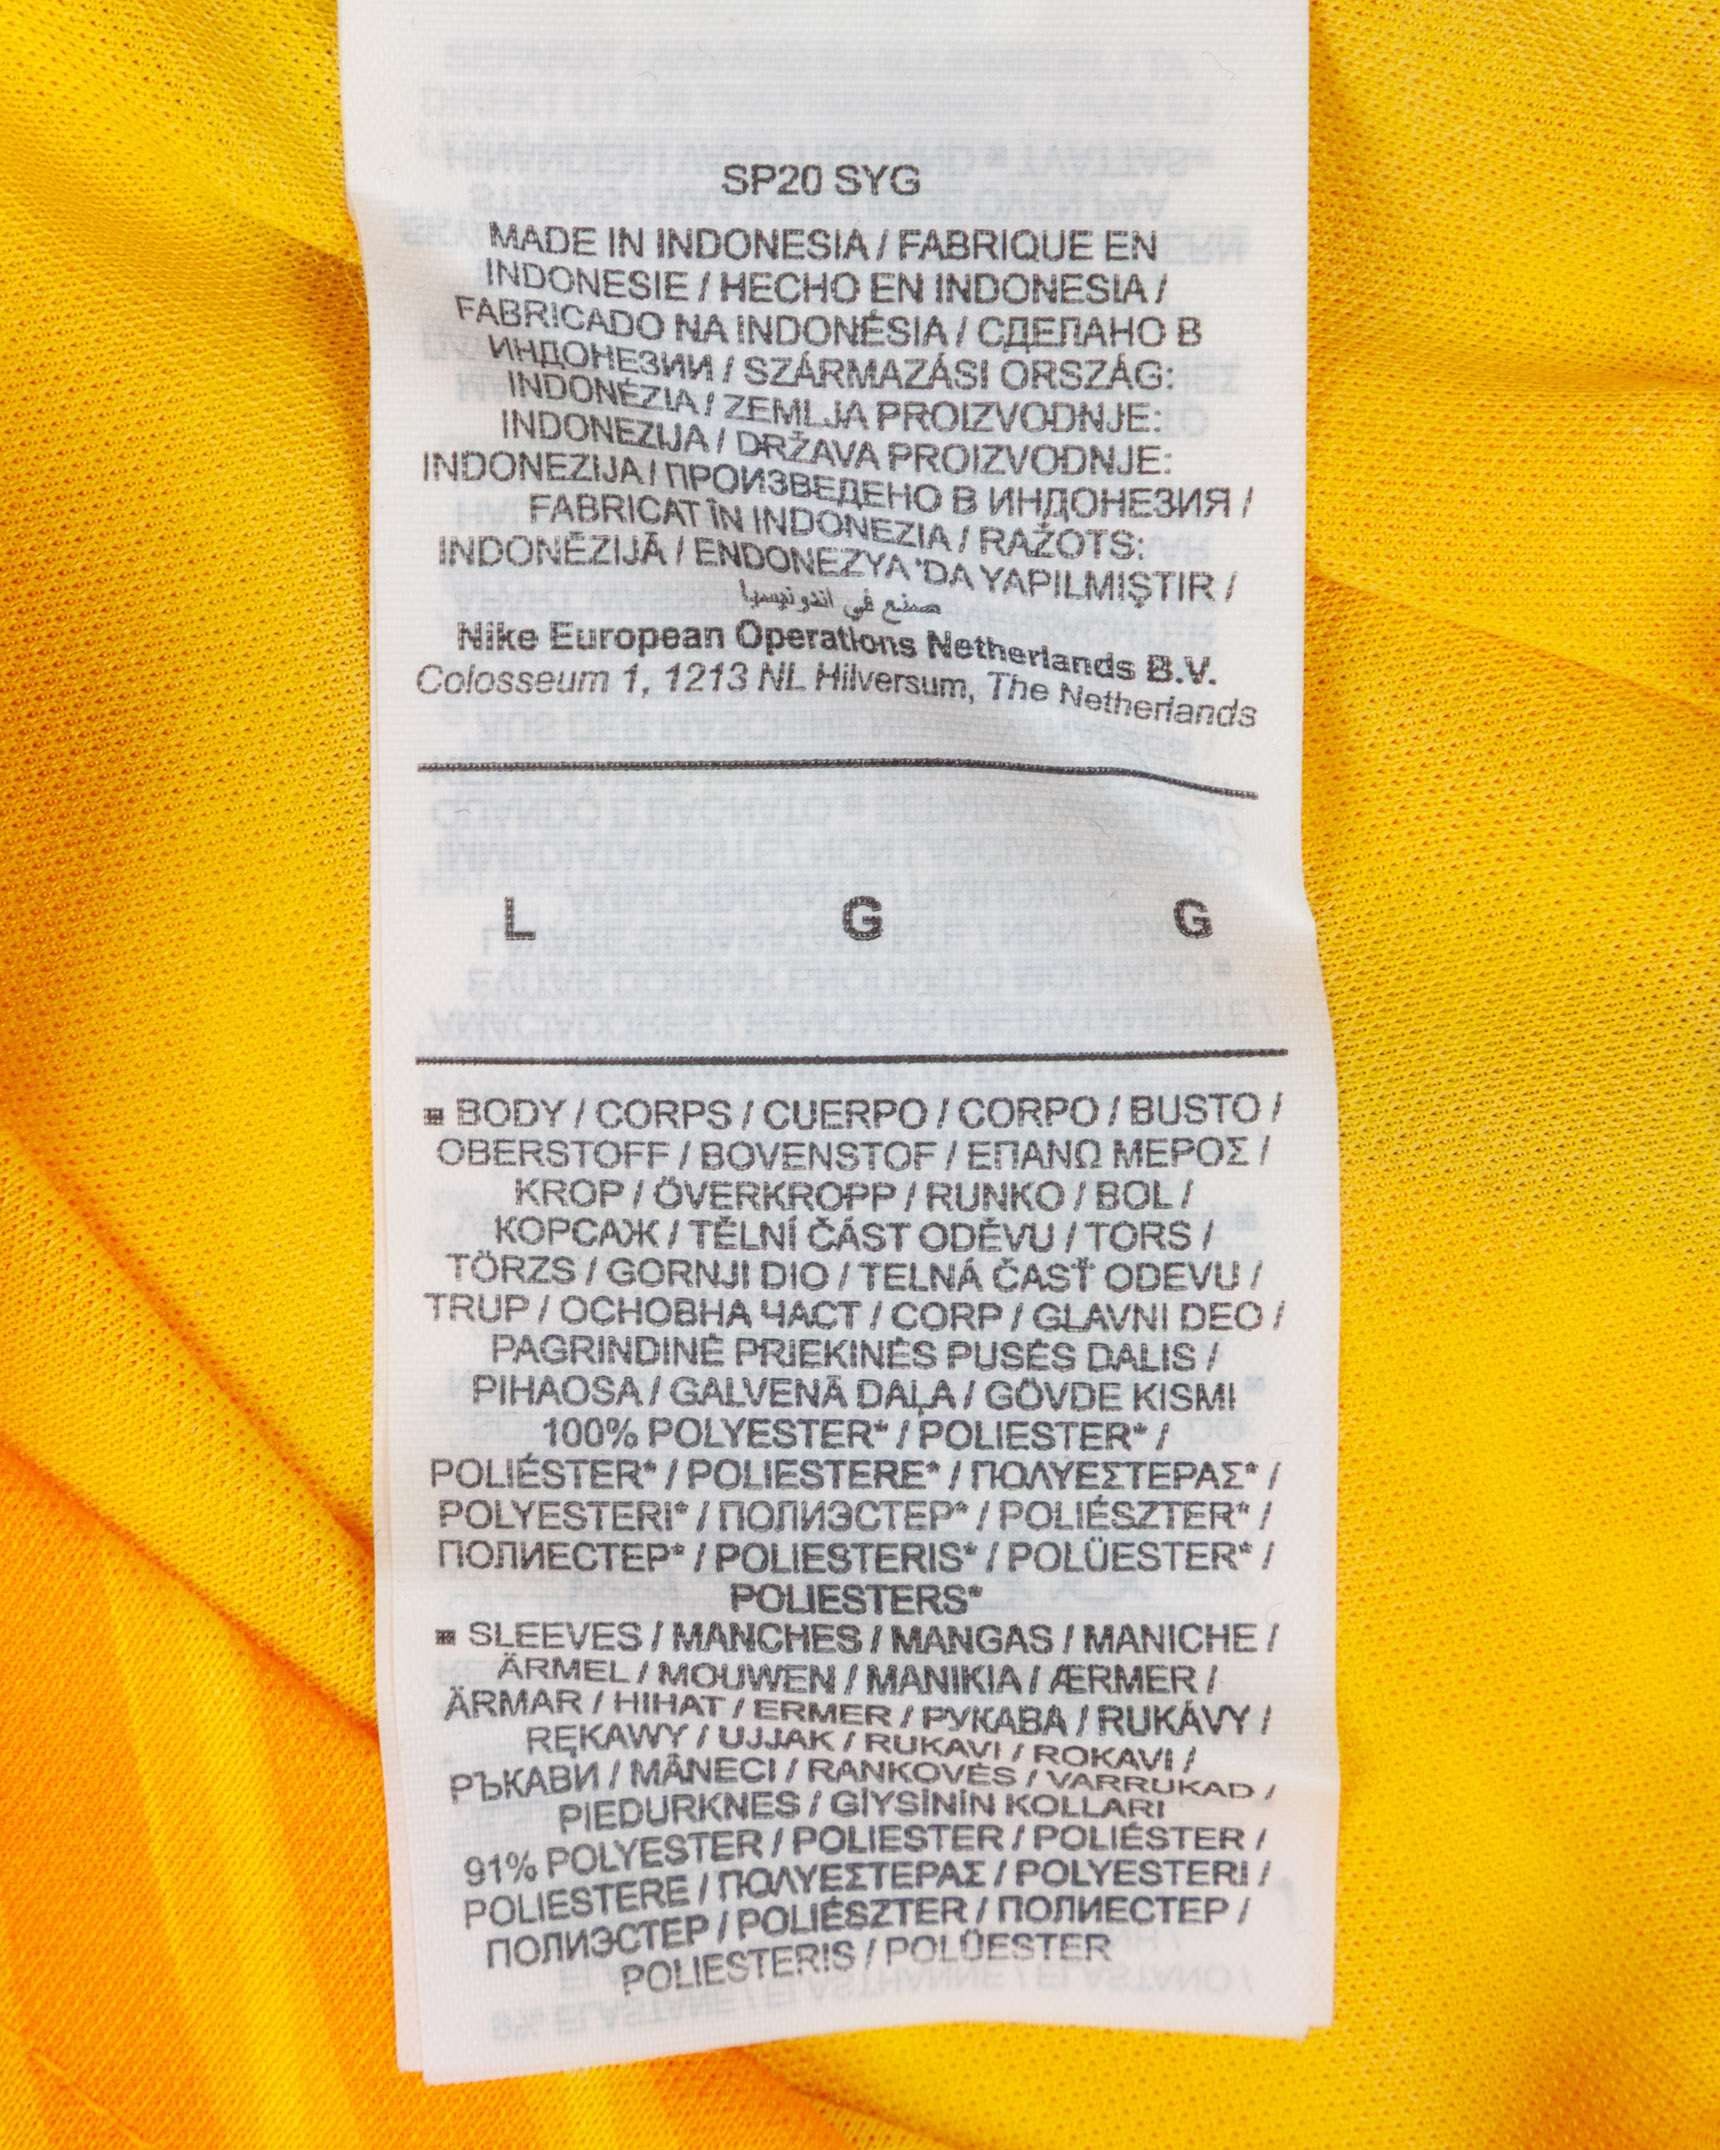 SP20 SYG
MADE IN INDONESIA / FABRIQUE EN
INDONESIE / HECHO EN INDONESIA /
FABRICADO NA INDONÉSIA / СДЕЛАНО В
ИНДОНЕЗИИ / SZÁRMAZÁSI ORSZÁG:
INDONÉZIA / ZEMLJA PROIZVODNJE:
INDONEZIJA / DRŽAVA PROIZVODNJE:
INDONEZIJA / ПРОИЗВЕДЕНО В ИНДОНЕЗИЯ /
FABRICAT ÎN INDONEZIA / RAŽOTS:
INDONĒZIJĀ / ENDONEZYA 'DA YAPILMIŞTIR /
صنع في اندونيسيا
Nike European Operations Netherlands B.V.
Colosseum 1, 1213 NL Hilversum, The Netherlands
L G G
▪ BODY / CORPS / CUERPO / CORPO / BUSTO /
OBERSTOFF / BOVENSTOF / ΕΠΑΝΩ ΜΕΡΟΣ /
KROP / ÖVERKROPP / RUNKO / BOL /
КОРСАЖ / TĚLNÍ ČÁST ODĚVU / TORS /
TÖRZS / GORNJI DIO / TELNÁ ČASŤ ODEVU /
TRUP / ОСНОВНА ЧАСТ / CORP / GLAVNI DEO /
PAGRINDINĖ PRIEKINĖS PUSĖS DALIS /
PIHAOSA / GALVENĀ DAĻA / GÖVDE KISMI
100% POLYESTER* / POLIESTER* /
POLIÉSTER* / POLIESTERE* / ΠΟΛΥΕΣΤΕΡΑΣ* /
POLYESTERI* / ПОЛИЭСТЕР* / POLIÉSZTER* /
ПОЛИЕСТЕР* / POLIESTERIS* / POLÜESTER* /
POLIESTERS*
▪ SLEEVES / MANCHES / MANGAS / MANICHE /
ÄRMEL / MOUWEN / ΜΑΝΙΚΙΑ / ÆRMER /
ÄRMAR / HIHAT / ERMER / РУКАВА / RUKÁVY /
RĘKAWY / UJJAK / RUKAVI / ROKAVI /
РЪКАВИ / MÂNECI / RANKOVĖS / VARRUKAD /
PIEDURKNES / GİYSİNİN KOLLARI
91% POLYESTER / POLIESTER / POLIÉSTER /
POLIESTERE / ΠΟΛΥΕΣΤΕΡΑΣ / POLYESTERI /
ПОЛИЭСТЕР / POLIÉSZTER / ПОЛИЕСТЕР /
POLIESTERIS / POLÜESTER